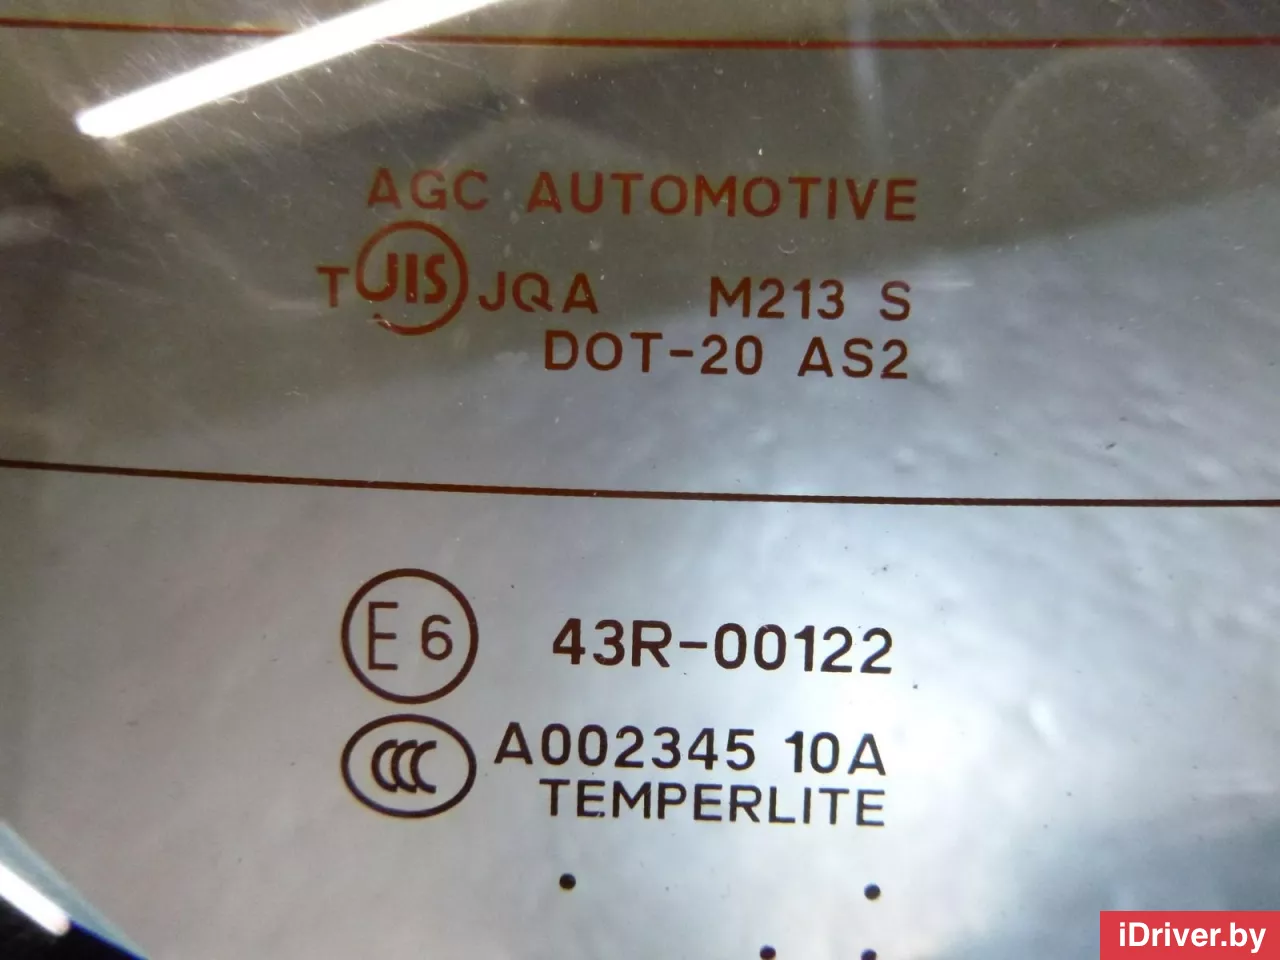 AGC AUTOMOTIVE
T JIS JQA M213 S
DOT-20 AS2
E6 43R-00122
CCC A002345 10A
TEMPERLITE
iDriver.by